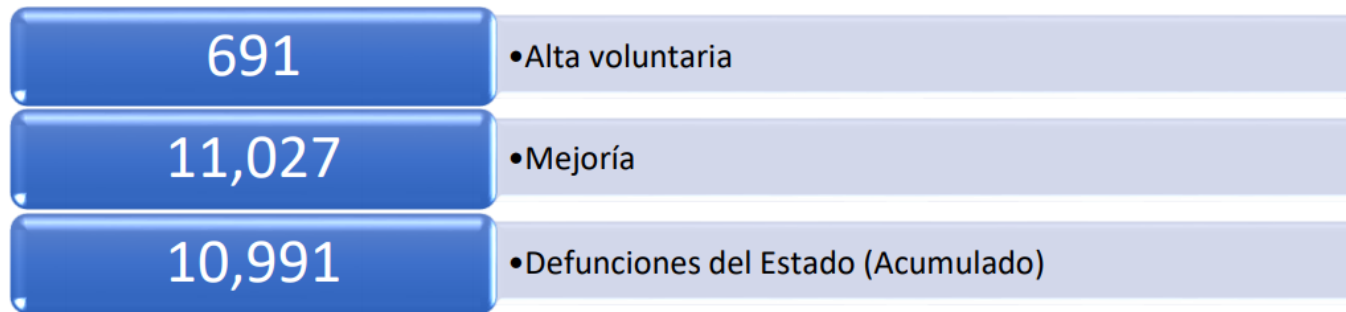 691
•Alta voluntaria
11,027
•Mejoría
10,991
•Defunciones del Estado (Acumulado)